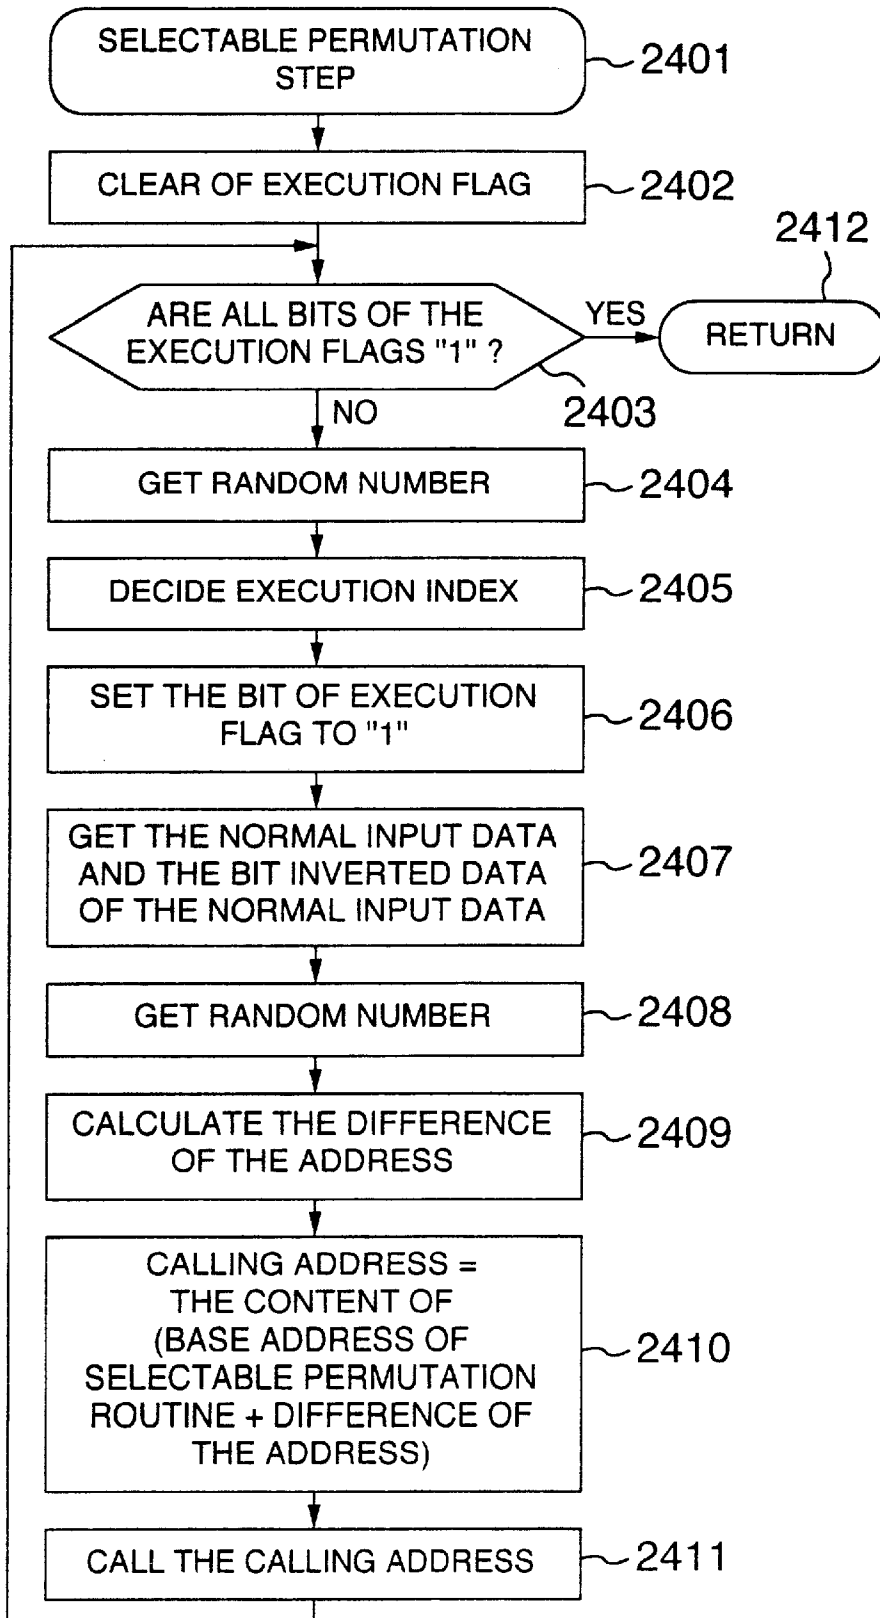 SELECTABLE PERMUTATION
STEP
2401
CLEAR OF EXECUTION FLAG
2402
2412
ARE ALL BITS OF THE
EXECUTION FLAGS "1" ?
YES
RETURN
2403
NO
GET RANDOM NUMBER
2404
DECIDE EXECUTION INDEX
2405
SET THE BIT OF EXECUTION
FLAG TO "1"
2406
GET THE NORMAL INPUT DATA
AND THE BIT INVERTED DATA
OF THE NORMAL INPUT DATA
2407
GET RANDOM NUMBER
2408
CALCULATE THE DIFFERENCE
OF THE ADDRESS
2409
CALLING ADDRESS =
THE CONTENT OF
(BASE ADDRESS OF
SELECTABLE PERMUTATION
ROUTINE + DIFFERENCE OF
THE ADDRESS)
2410
CALL THE CALLING ADDRESS
2411